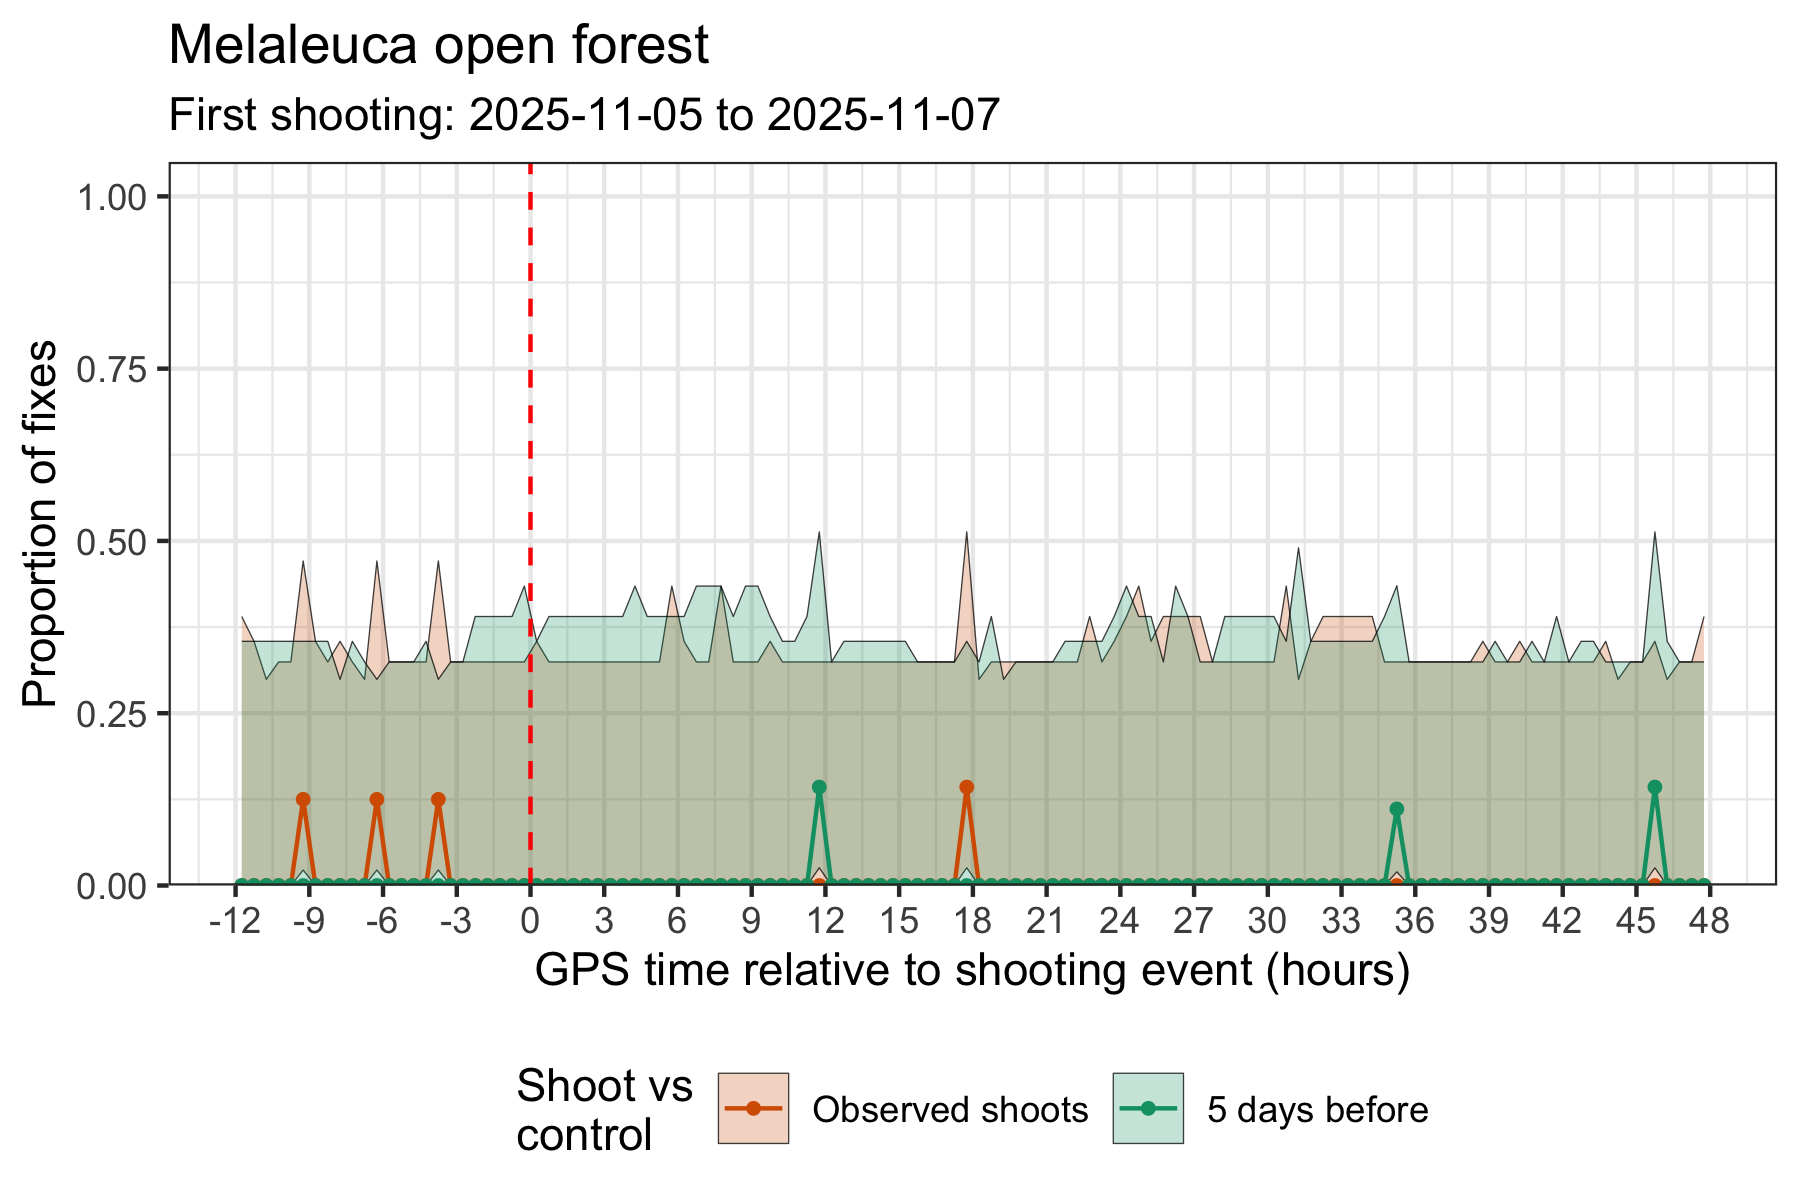 Melaleuca open forest
First shooting: 2025-11-05 to 2025-11-07
Proportion of fixes
1.00
0.75
0.50
0.25
0.00
-12 -9 -6 -3 0 3 6 9 12 15 18 21 24 27 30 33 36 39 42 45 48
GPS time relative to shooting event (hours)
Shoot vs
control
Observed shoots
5 days before